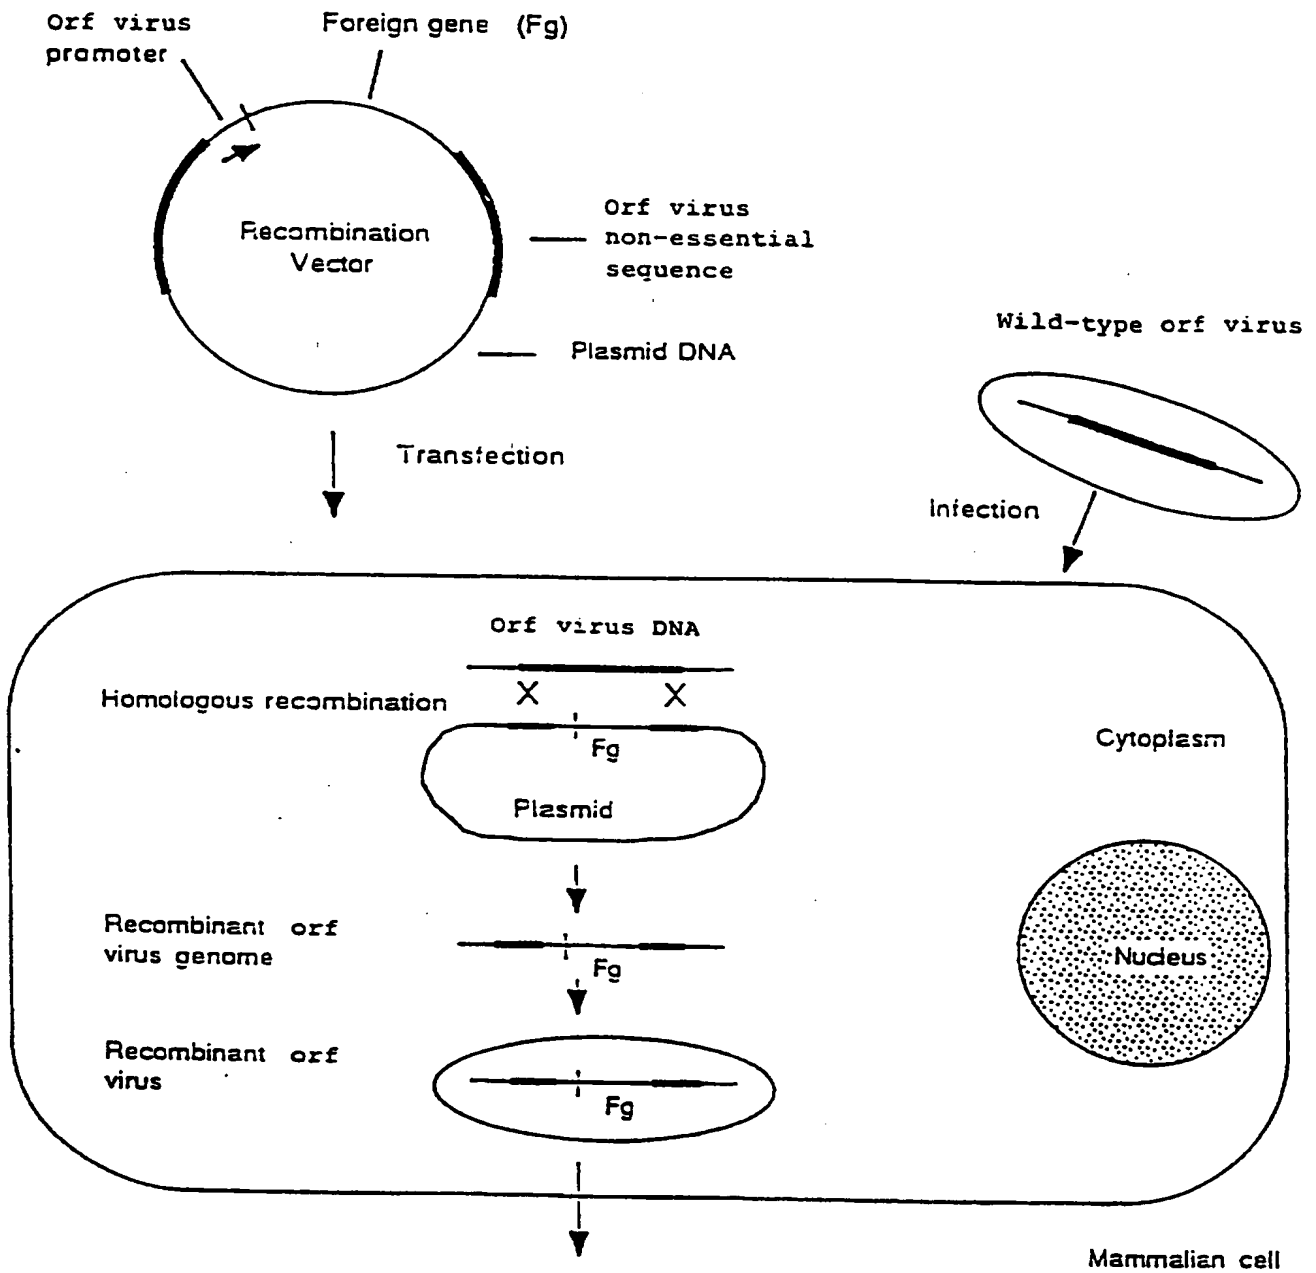 Orf virus
promoter
Foreign gene (Fg)
Recombination
Vector
Orf virus
non-essential
sequence
Plasmid DNA
Wild-type orf virus
Transfection
Infection
Orf virus DNA
X X
Homologous recombination
Fg
Cytoplasm
Plasmid
Recombinant orf
virus genome
Fg
Nucleus
Recombinant orf
virus
Fg
Mammalian cell